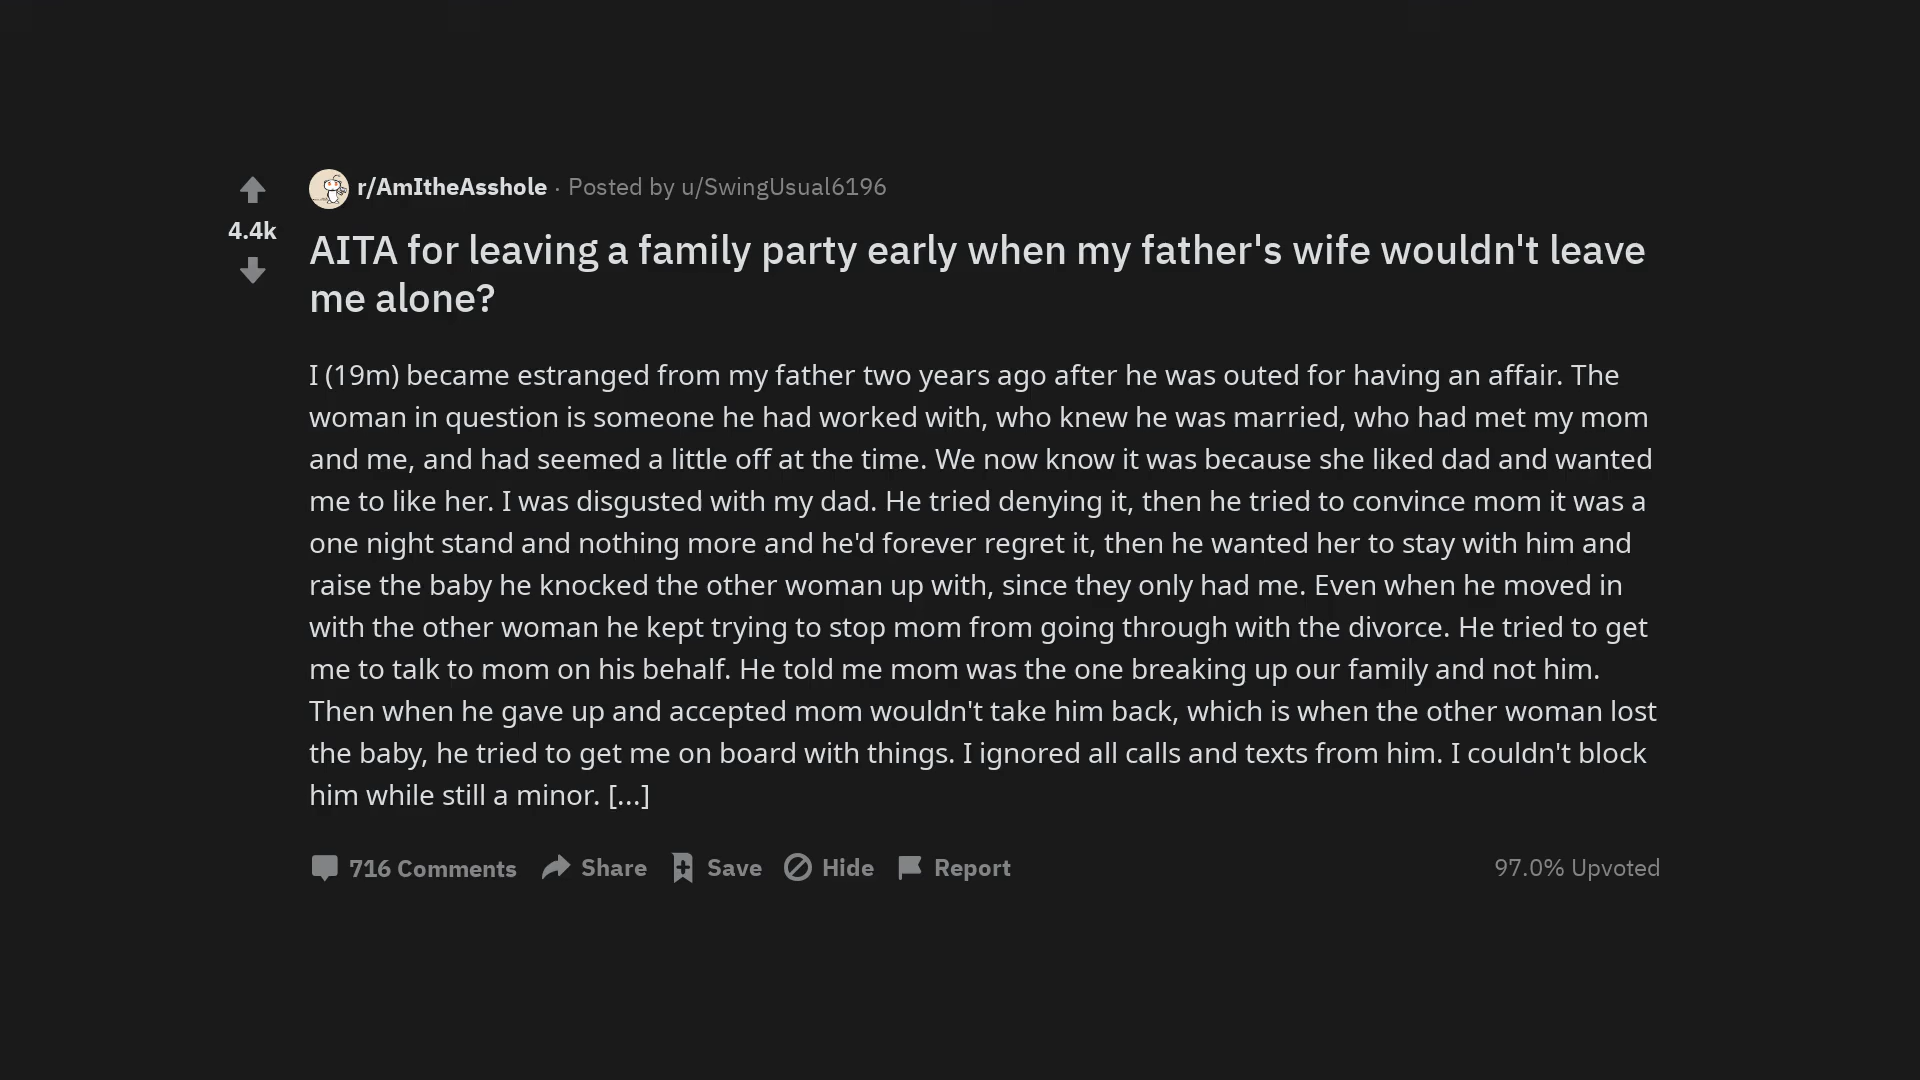 r/AmItheAsshole · Posted by u/SwingUsual6196
4.4k
AITA for leaving a family party early when my father's wife wouldn't leave
me alone?
I (19m) became estranged from my father two years ago after he was outed for having an affair. The
woman in question is someone he had worked with, who knew he was married, who had met my mom
and me, and had seemed a little off at the time. We now know it was because she liked dad and wanted
me to like her. I was disgusted with my dad. He tried denying it, then he tried to convince mom it was a
one night stand and nothing more and he'd forever regret it, then he wanted her to stay with him and
raise the baby he knocked the other woman up with, since they only had me. Even when he moved in
with the other woman he kept trying to stop mom from going through with the divorce. He tried to get
me to talk to mom on his behalf. He told me mom was the one breaking up our family and not him.
Then when he gave up and accepted mom wouldn't take him back, which is when the other woman lost
the baby, he tried to get me on board with things. I ignored all calls and texts from him. I couldn't block
him while still a minor. [...]
716 Comments Share Save Hide Report 97.0% Upvoted